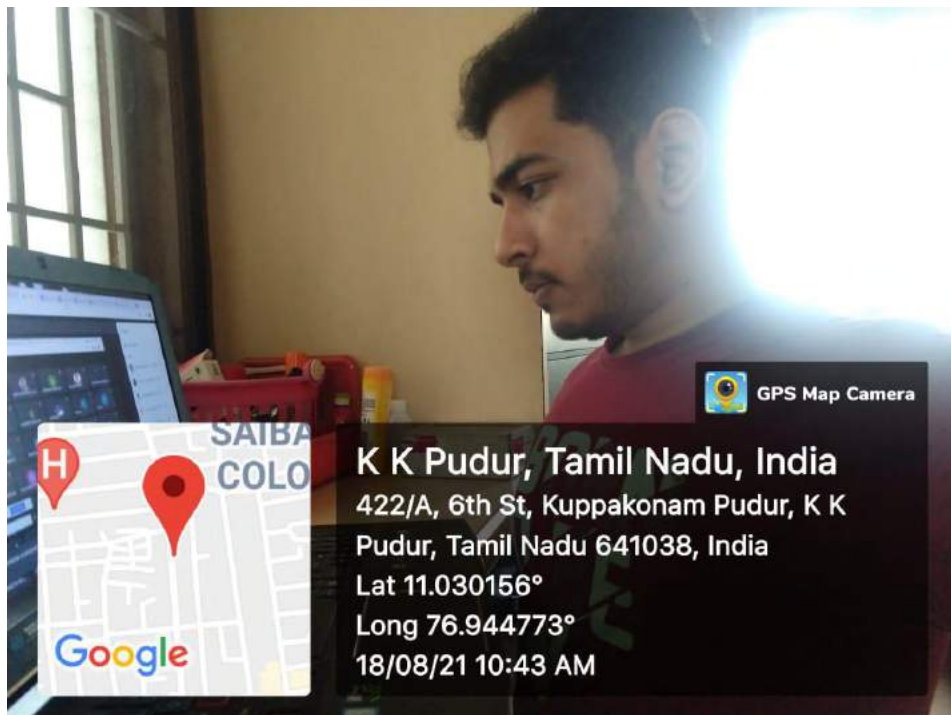 GPS Map Camera
SAIBA
COLO
H
Google
K K Pudur, Tamil Nadu, India
422/A, 6th St, Kuppakonam Pudur, K K
Pudur, Tamil Nadu 641038, India
Lat 11.030156°
Long 76.944773°
18/08/21 10:43 AM